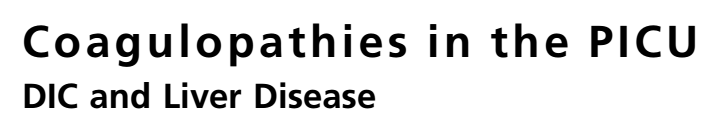 Coagulopathies in the PICU
DIC and Liver Disease